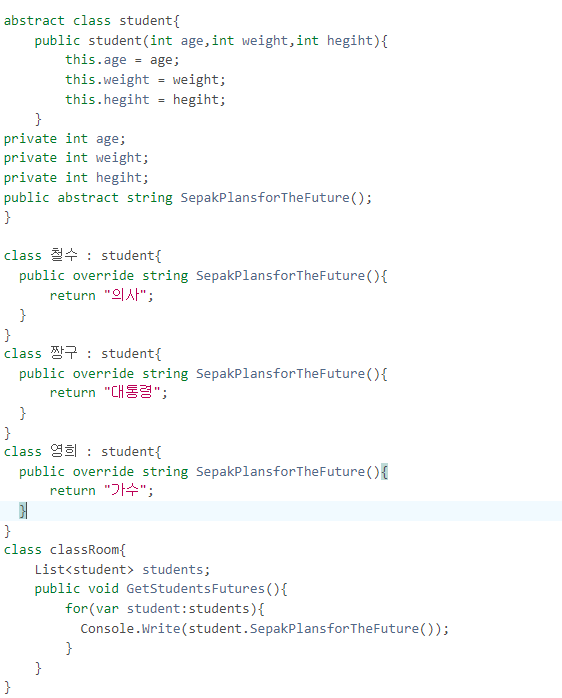 abstract class student{
public student(int age,int weight,int hegiht){
this.age = age;
this.weight = weight;
this.hegiht = hegiht;
}
private int age;
private int weight;
private int hegiht;
public abstract string SepakPlansforTheFuture();
}
class 철수 : student{
public override string SepakPlansforTheFuture(){
return "의사";
}
}
class 짱구 : student{
public override string SepakPlansforTheFuture(){
return "대통령";
}
}
class 영희 : student{
public override string SepakPlansforTheFuture(){
return "가수";
}
}
class classRoom{
List<student> students;
public void GetStudentsFutures(){
for(var student:students){
Console.Write(student.SepakPlansforTheFuture());
}
}
}